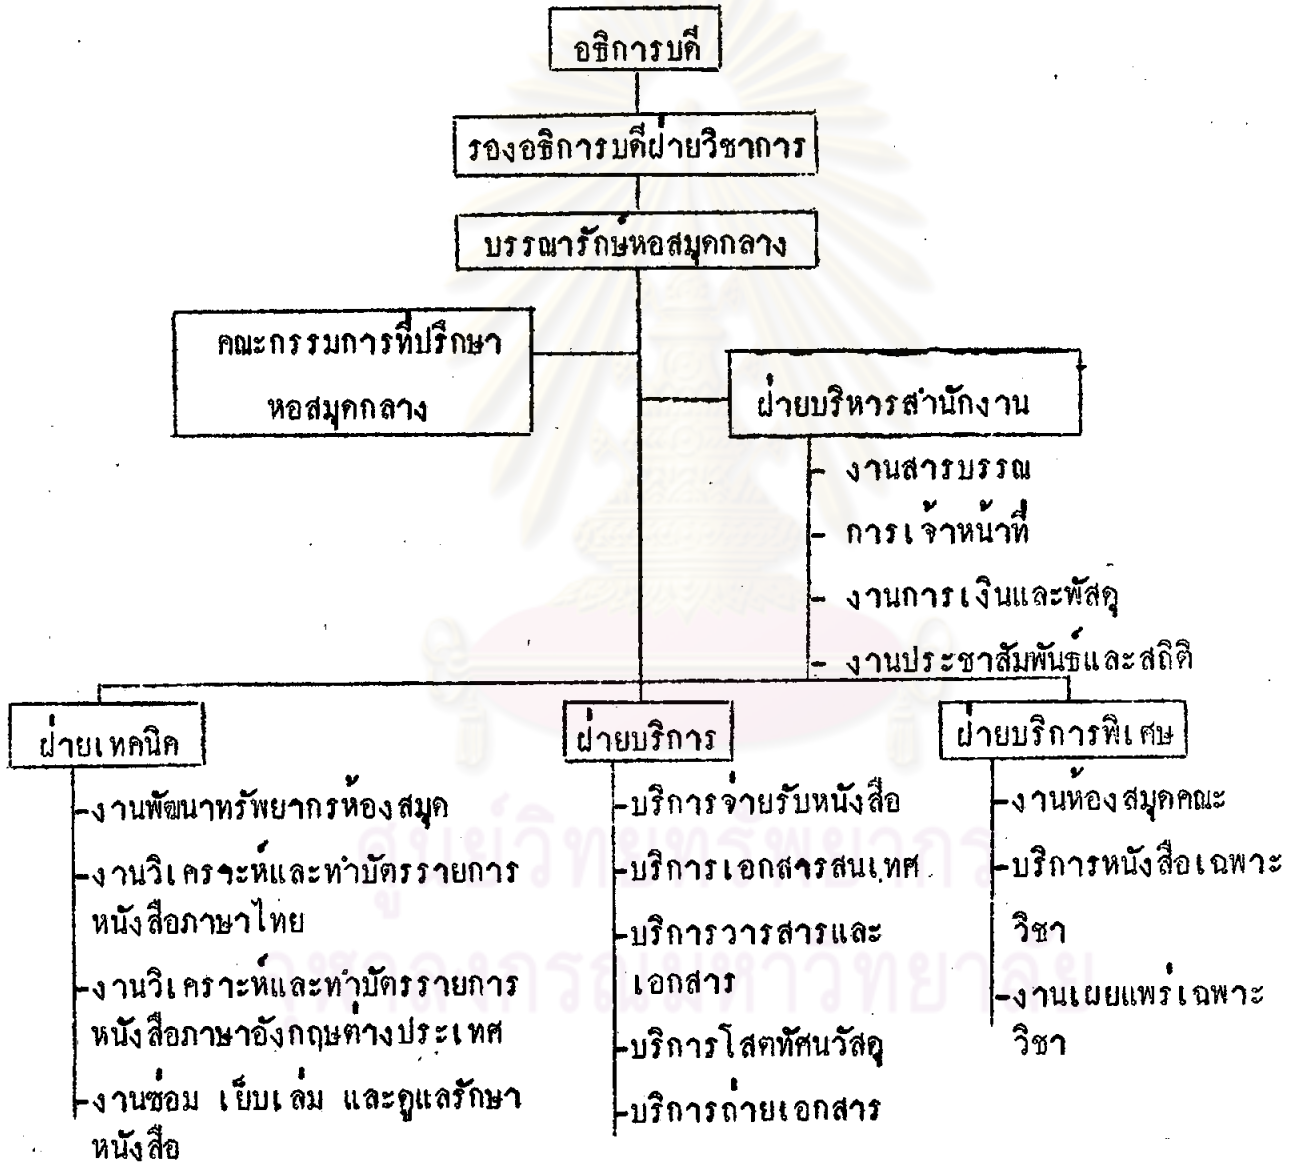 อธิการบดี
รองอธิการบดีฝ่ายวิชาการ
บรรณารักษ์หอสมุดกลาง
คณะกรรมการที่ปรึกษา
หอสมุดกลาง
ฝ่ายบริหารสำนักงาน
- งานสารบรรณ
- การเจ้าหน้าที่
- งานการเงินและพัสดุ
- งานประชาสัมพันธ์และสถิติ
ฝ่ายเทคนิค
-งานพัฒนาทรัพยากรห้องสมุด
-งานวิเคราะห์และทำบัตรรายการ
หนังสือภาษาไทย
-งานวิเคราะห์และทำบัตรรายการ
หนังสือภาษาอังกฤษต่างประเทศ
-งานซ่อม เย็บเล่ม และดูแลรักษา
หนังสือ
ฝ่ายบริการ
-บริการจ่ายรับหนังสือ
-บริการเอกสารสนเทศ
-บริการวารสารและ
เอกสาร
-บริการโสตทัศนวัสดุ
-บริการถ่ายเอกสาร
ฝ่ายบริการพิเศษ
-งานห้องสมุดคณะ
-บริการหนังสือเฉพาะ
วิชา
-งานเผยแพร่เฉพาะ
วิชา
ศูนย์วิทยทรัพยากร
จุฬาลงกรณ์มหาวิทยาลัย